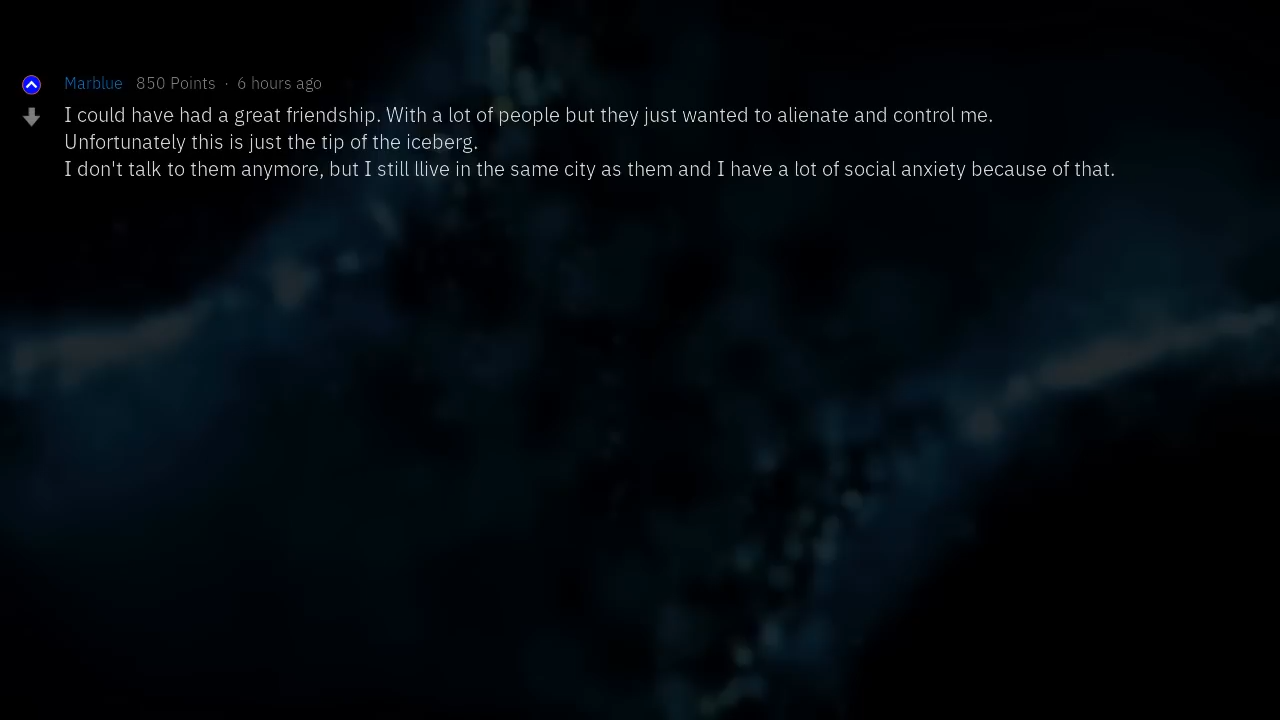 Marblue 850 Points · 6 hours ago
I could have had a great friendship. With a lot of people but they just wanted to alienate and control me.
Unfortunately this is just the tip of the iceberg.
I don't talk to them anymore, but I still llive in the same city as them and I have a lot of social anxiety because of that.